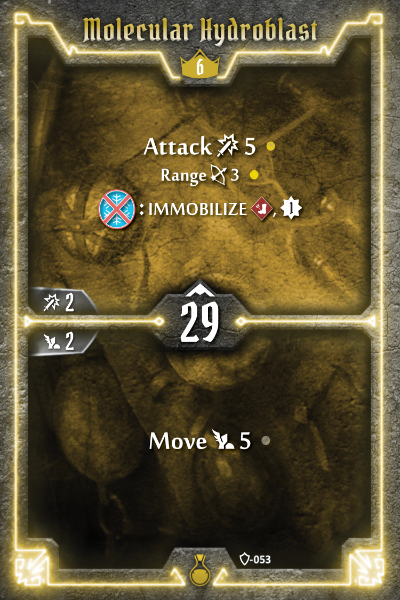 Molecular Hydroblast
6
Attack 5
Range 3
: IMMOBILIZE ,
2
29
2
Move 5
-053